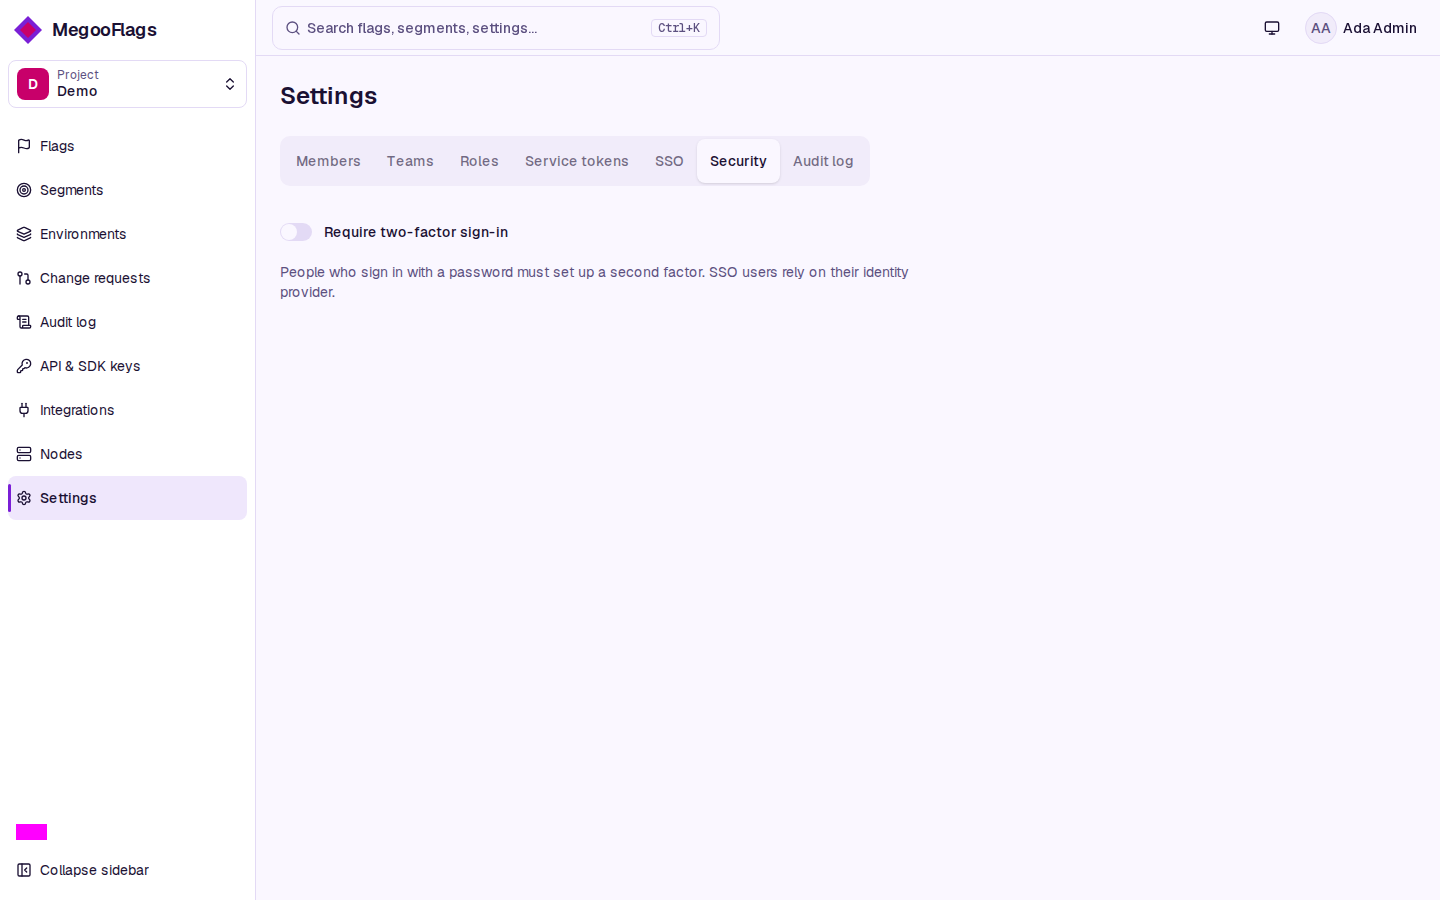 MegooFlags
Project
D
Demo
Flags
Segments
Environments
Change requests
Audit log
API & SDK keys
Integrations
Nodes
Settings
Collapse sidebar
Search flags, segments, settings...
Ctrl+K
AA
Ada Admin
Settings
Members
Teams
Roles
Service tokens
SSO
Security
Audit log
Require two-factor sign-in
People who sign in with a password must set up a second factor. SSO users rely on their identity
provider.